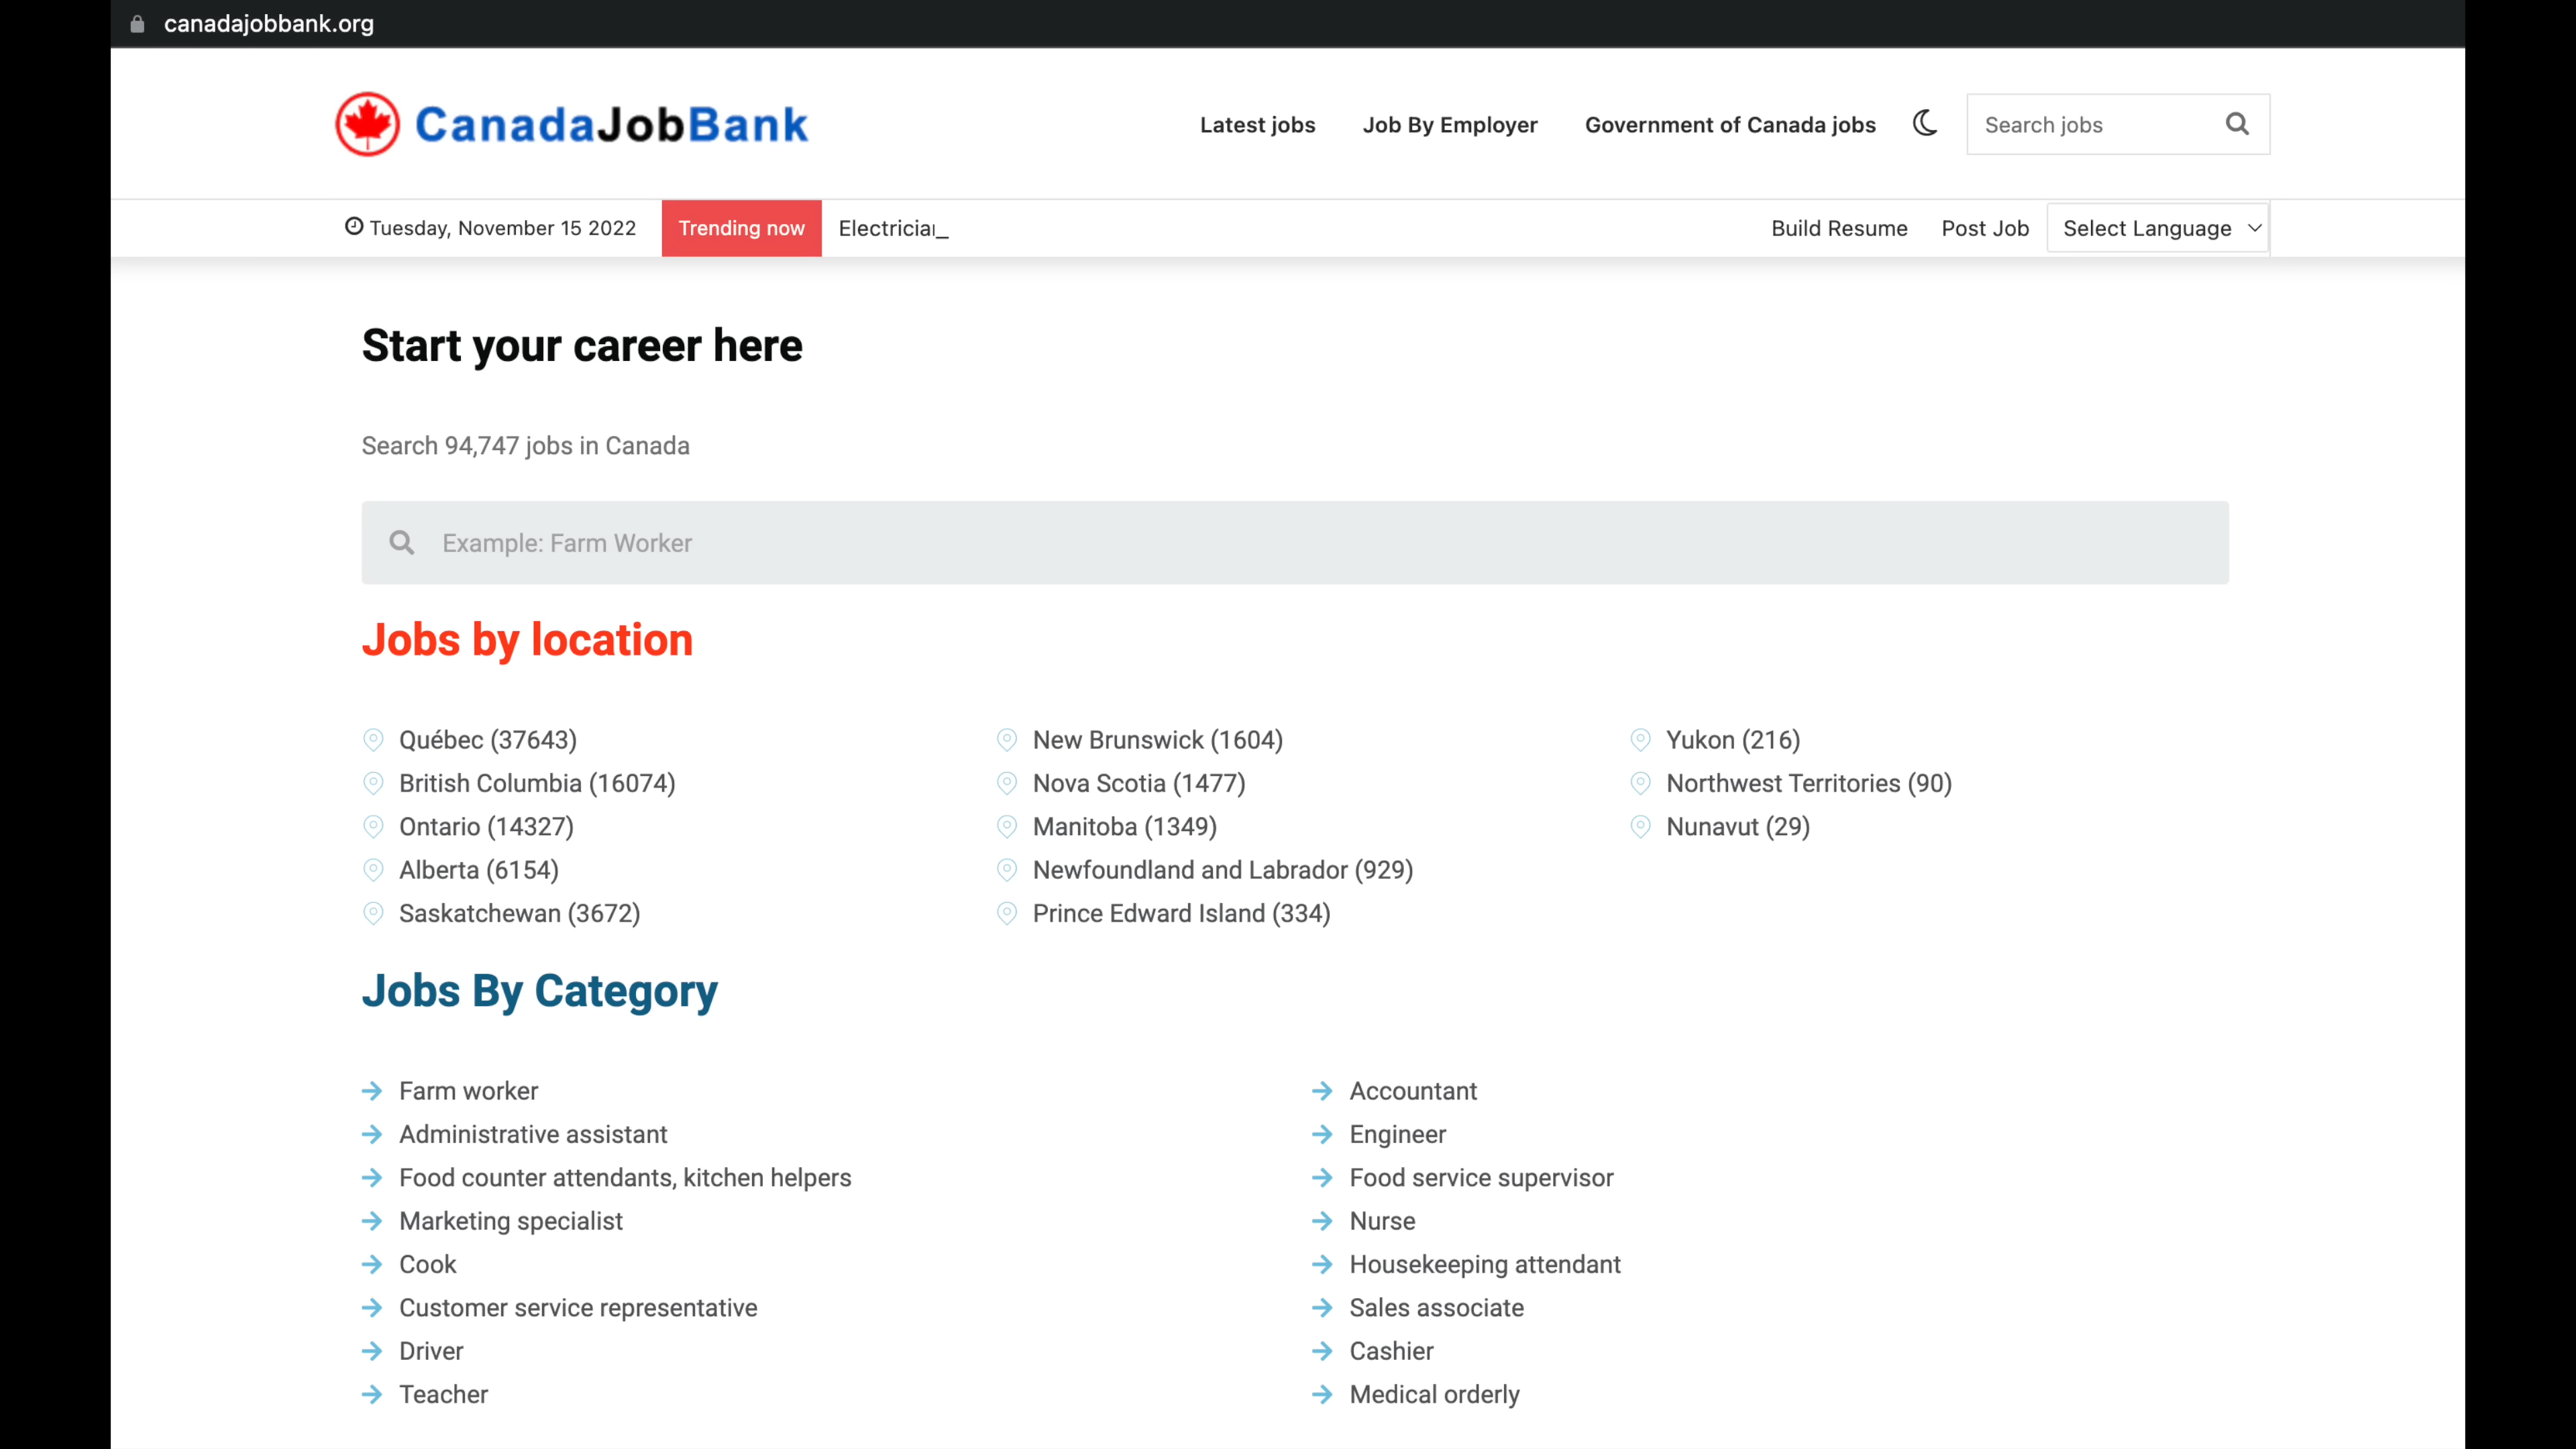 canadajobbank.org
CanadaJobBank
Latest jobs Job By Employer Government of Canada jobs Search jobs
Tuesday, November 15 2022 Trending now Electricia_ Build Resume Post Job Select Language
Start your career here
Search 94,747 jobs in Canada
Example: Farm Worker
Jobs by location
Québec (37643)
British Columbia (16074)
Ontario (14327)
Alberta (6154)
Saskatchewan (3672)
New Brunswick (1604)
Nova Scotia (1477)
Manitoba (1349)
Newfoundland and Labrador (929)
Prince Edward Island (334)
Yukon (216)
Northwest Territories (90)
Nunavut (29)
Jobs By Category
Farm worker
Administrative assistant
Food counter attendants, kitchen helpers
Marketing specialist
Cook
Customer service representative
Driver
Teacher
Accountant
Engineer
Food service supervisor
Nurse
Housekeeping attendant
Sales associate
Cashier
Medical orderly